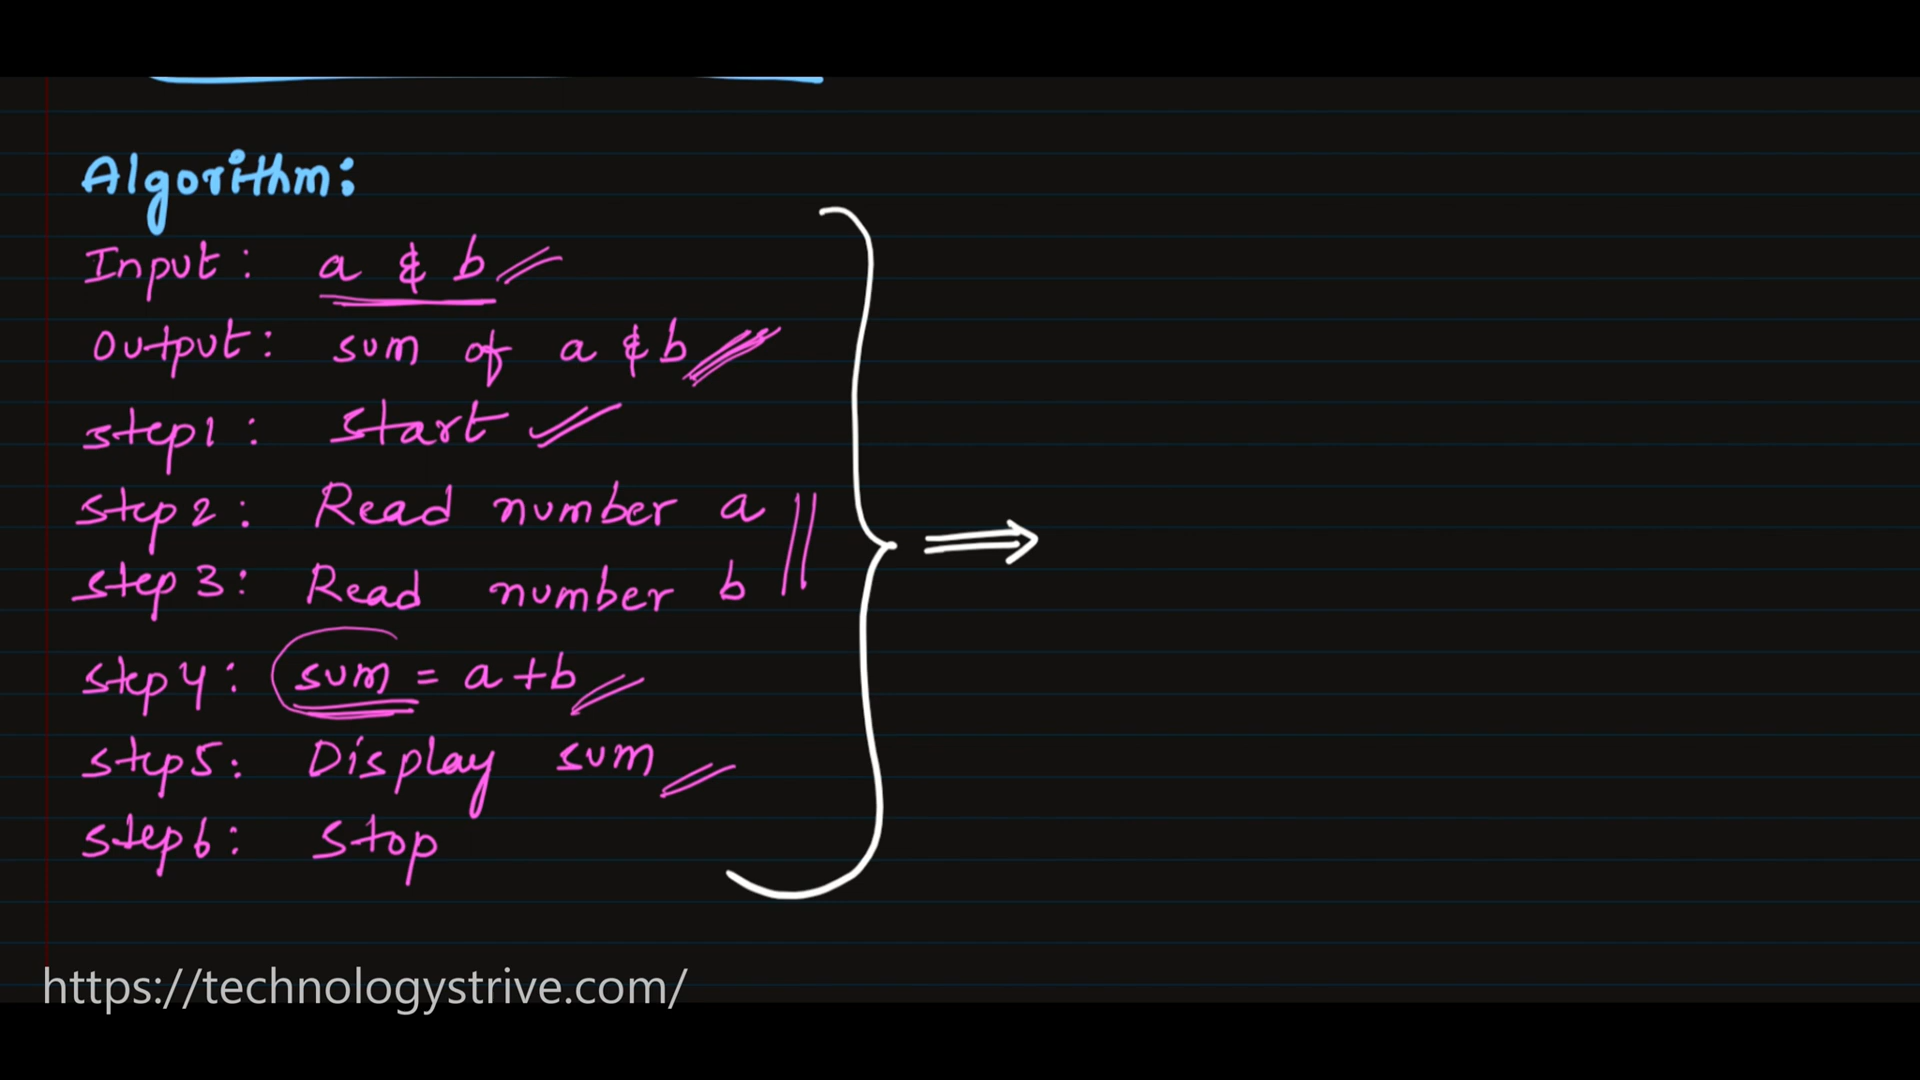 Algorithm:
Input: a & b
Output: sum of a & b
step1: start
step2: Read number a
step3: Read number b
step4: sum = a+b
step5: Display sum
step6: stop
https://technologystrive.com/